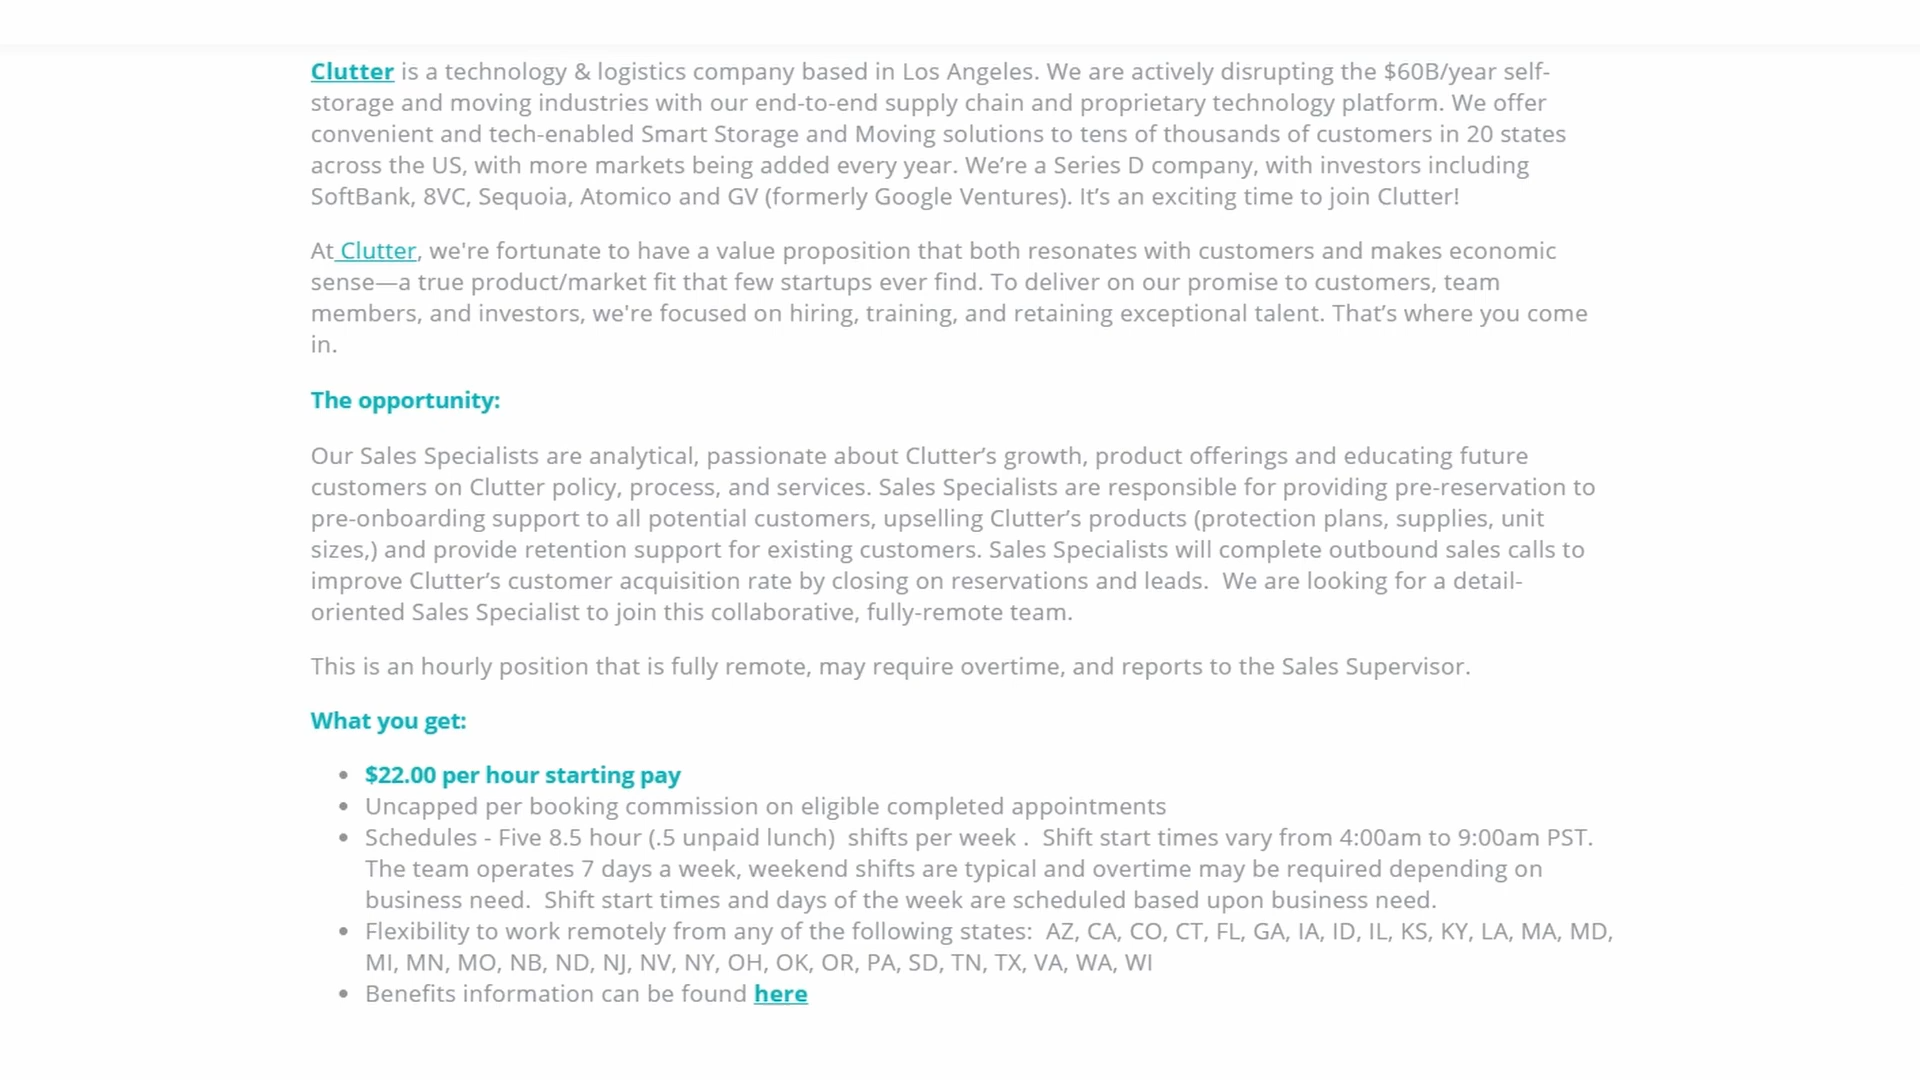 Clutter is a technology & logistics company based in Los Angeles. We are actively disrupting the $60B/year self-
storage and moving industries with our end-to-end supply chain and proprietary technology platform. We offer
convenient and tech-enabled Smart Storage and Moving solutions to tens of thousands of customers in 20 states
across the US, with more markets being added every year. We’re a Series D company, with investors including
SoftBank, 8VC, Sequoia, Atomico and GV (formerly Google Ventures). It’s an exciting time to join Clutter!
At Clutter, we're fortunate to have a value proposition that both resonates with customers and makes economic
sense—a true product/market fit that few startups ever find. To deliver on our promise to customers, team
members, and investors, we're focused on hiring, training, and retaining exceptional talent. That’s where you come
in.
The opportunity:
Our Sales Specialists are analytical, passionate about Clutter’s growth, product offerings and educating future
customers on Clutter policy, process, and services. Sales Specialists are responsible for providing pre-reservation to
pre-onboarding support to all potential customers, upselling Clutter’s products (protection plans, supplies, unit
sizes,) and provide retention support for existing customers. Sales Specialists will complete outbound sales calls to
improve Clutter’s customer acquisition rate by closing on reservations and leads.  We are looking for a detail-
oriented Sales Specialist to join this collaborative, fully-remote team.
This is an hourly position that is fully remote, may require overtime, and reports to the Sales Supervisor.
What you get:
• $22.00 per hour starting pay
• Uncapped per booking commission on eligible completed appointments
• Schedules - Five 8.5 hour (.5 unpaid lunch)  shifts per week .  Shift start times vary from 4:00am to 9:00am PST.
The team operates 7 days a week, weekend shifts are typical and overtime may be required depending on
business need.  Shift start times and days of the week are scheduled based upon business need.
• Flexibility to work remotely from any of the following states:  AZ, CA, CO, CT, FL, GA, IA, ID, IL, KS, KY, LA, MA, MD,
MI, MN, MO, NB, ND, NJ, NV, NY, OH, OK, OR, PA, SD, TN, TX, VA, WA, WI
• Benefits information can be found here